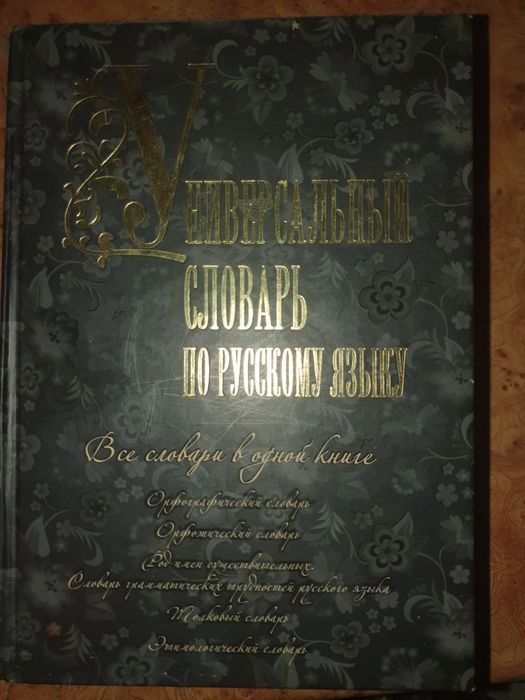 Универсальный
словарь
по русскому языку
Все словари в одной книге
Орфографический словарь
Орфоэпический словарь
Род имен существительных.
Словарь грамматических трудностей русского языка
Толковый словарь
Этимологический словарь